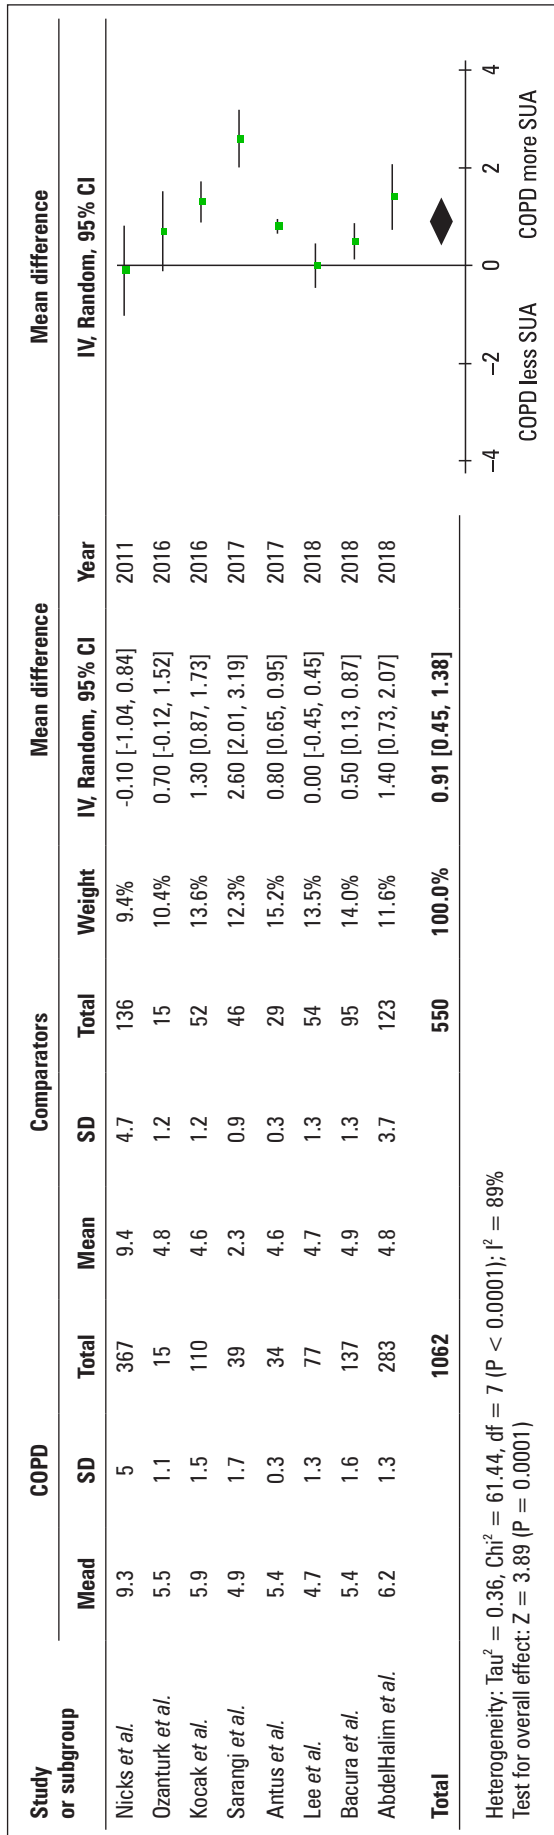 Study COPD Comparators Mean difference Mean difference
or subgroup Mead SD Total Mean SD Total Weight IV, Random, 95% CI Year IV, Random, 95% CI
Nicks et al. 9.3 5 367 9.4 4.7 136 9.4% -0.10 [-1.04, 0.84] 2011
Ozanturk et al. 5.5 1.1 15 4.8 1.2 15 10.4% 0.70 [-0.12, 1.52] 2016
Kocak et al. 5.9 1.5 110 4.6 1.2 52 13.6% 1.30 [0.87, 1.73] 2016
Sarangi et al. 4.9 1.7 39 2.3 0.9 46 12.3% 2.60 [2.01, 3.19] 2017
Antus et al. 5.4 0.3 34 4.6 0.3 29 15.2% 0.80 [0.65, 0.95] 2017
Lee et al. 4.7 1.3 77 4.7 1.3 54 13.5% 0.00 [-0.45, 0.45] 2018
Bacura et al. 5.4 1.6 137 4.9 1.3 95 14.0% 0.50 [0.13, 0.87] 2018
AbdelHalim et al. 6.2 1.3 283 4.8 3.7 123 11.6% 1.40 [0.73, 2.07] 2018
Total 1062 550 100.0% 0.91 [0.45, 1.38]
–4 –2 0 2 4
COPD less SUA COPD more SUA
Heterogeneity: Tau² = 0.36, Chi² = 61.44, df = 7 (P < 0.0001); I² = 89%
Test for overall effect: Z = 3.89 (P = 0.0001)